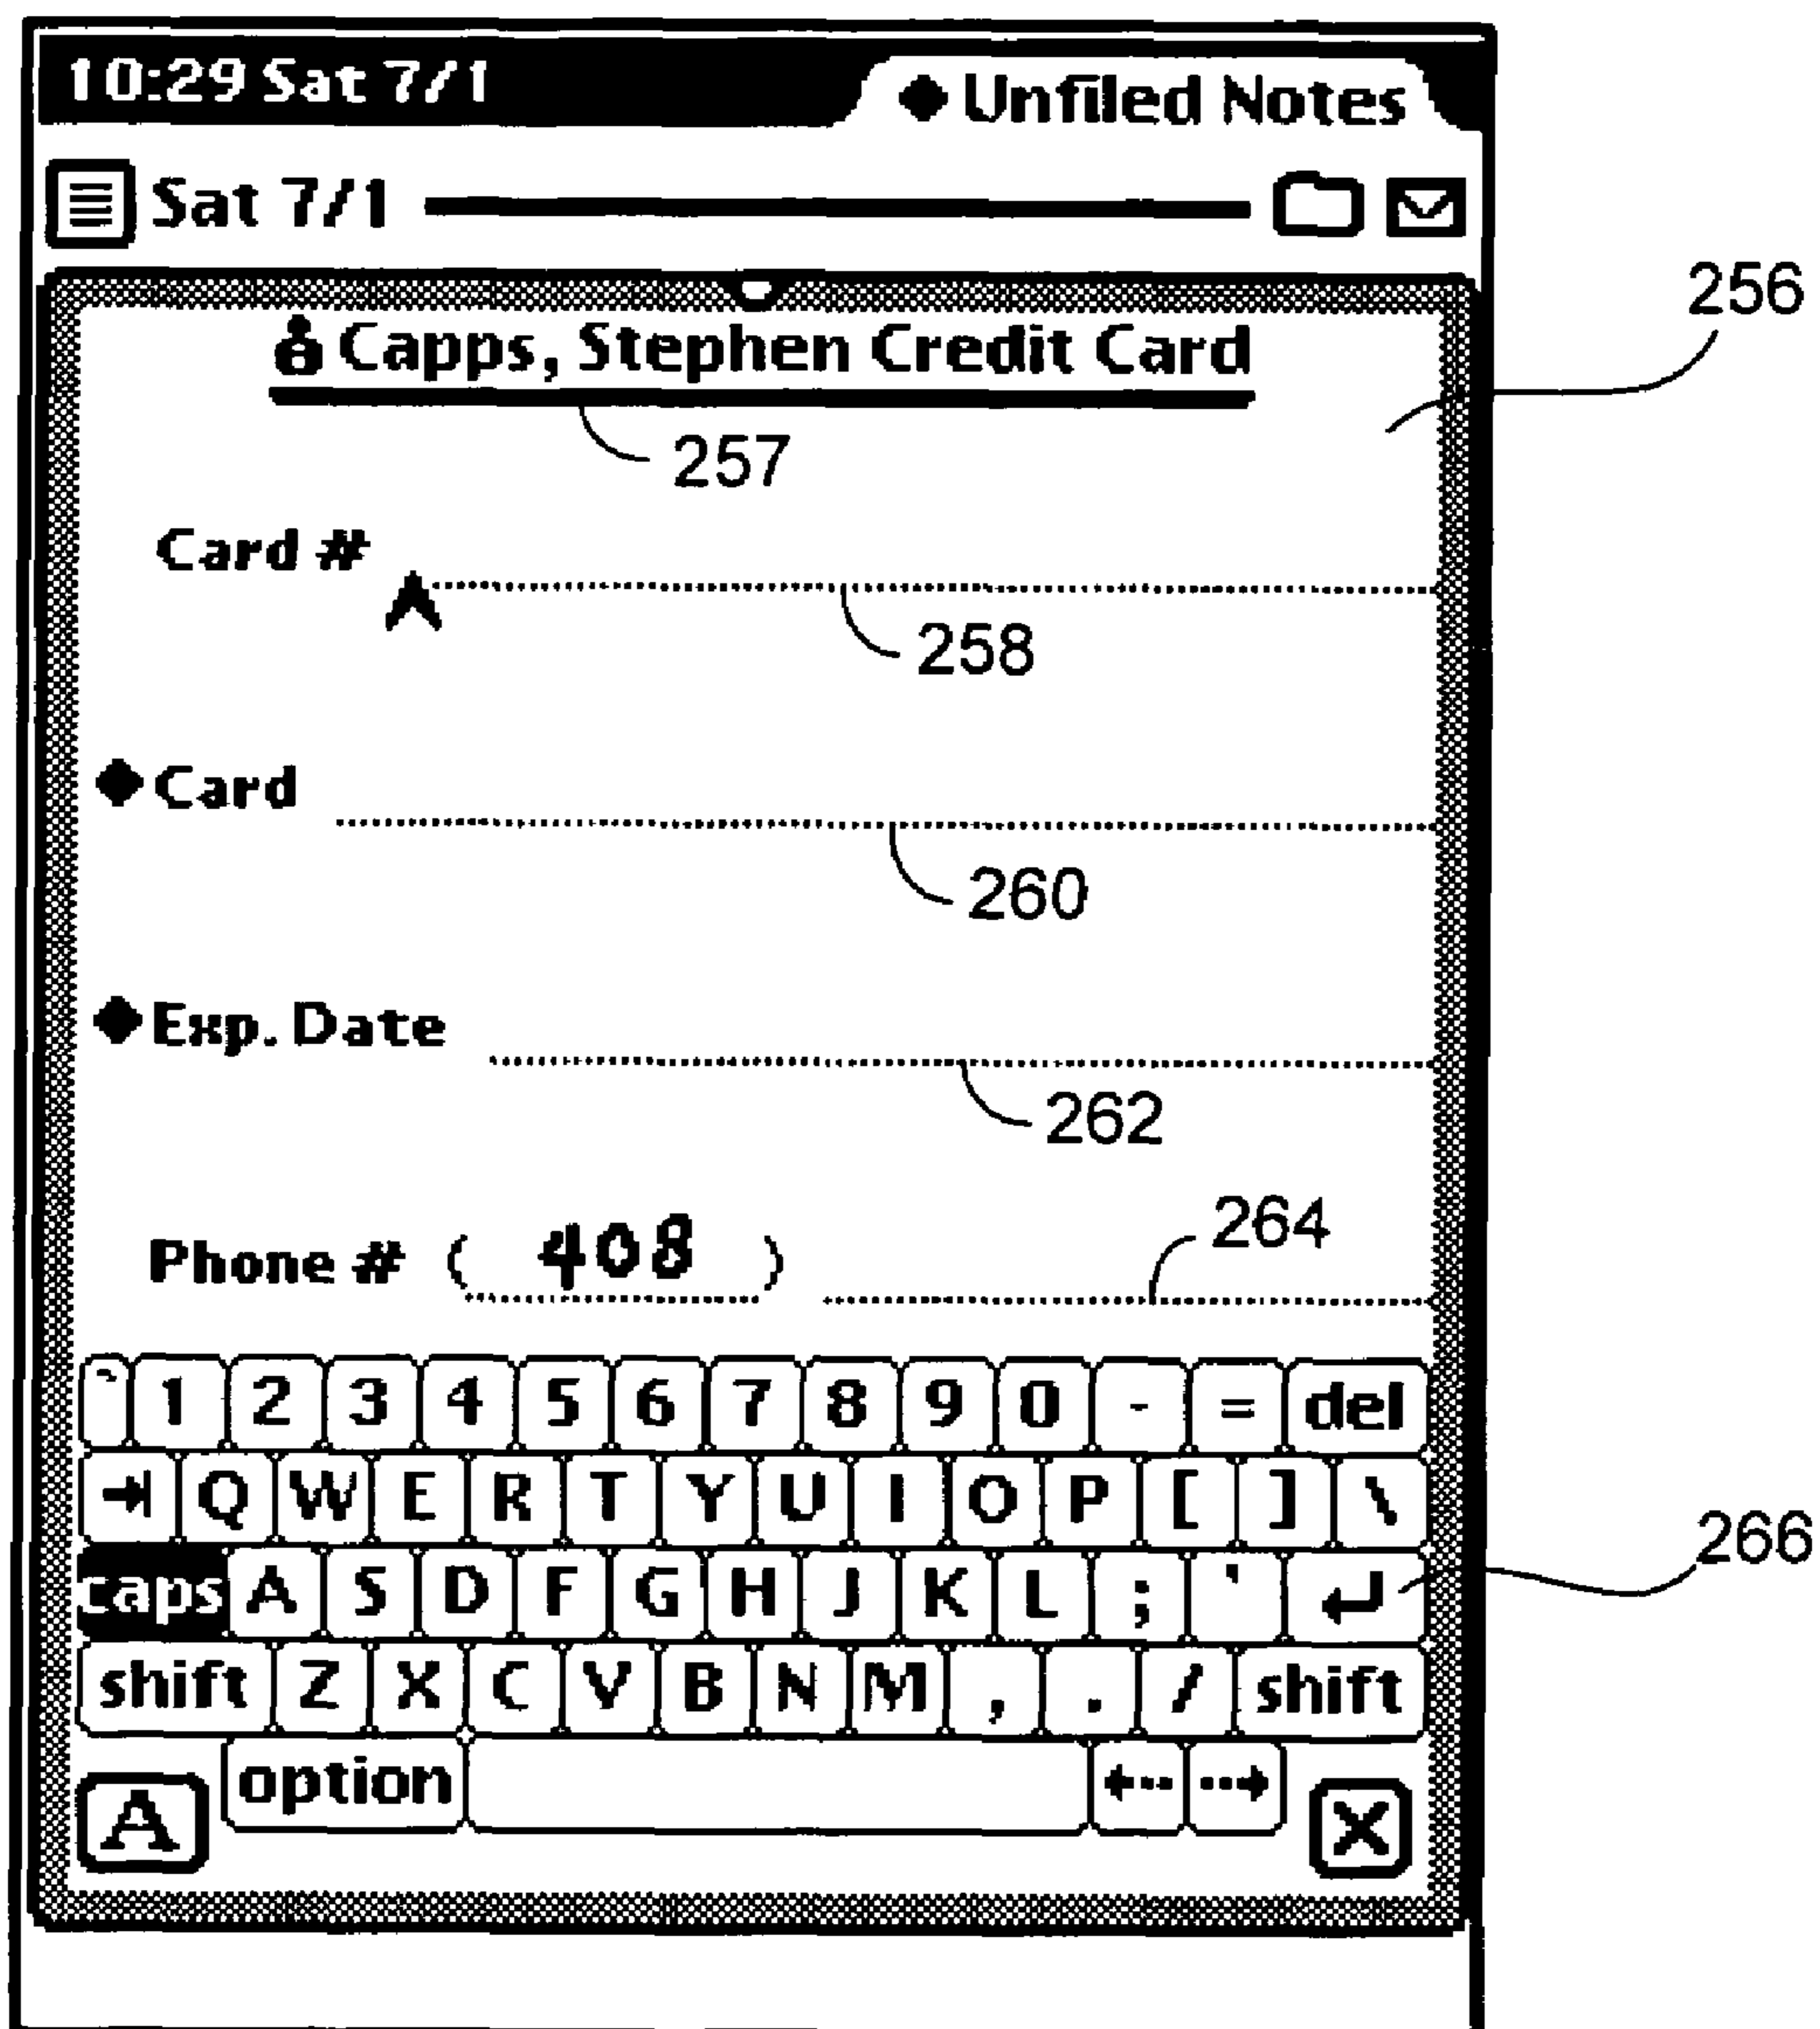 10:29 Sat 7/1 ◆ Unfiled Notes
Sat 7/1
256
Capps, Stephen Credit Card
257
Card #
258
◆ Card
260
◆ Exp. Date
262
264
Phone # ( 408 )
` 1 2 3 4 5 6 7 8 9 0 - = del
→| Q W E R T Y U I O P [ ] \
266
caps A S D F G H J K L ; ' ↵
shift Z X C V B N M , . / shift
A option ← → X